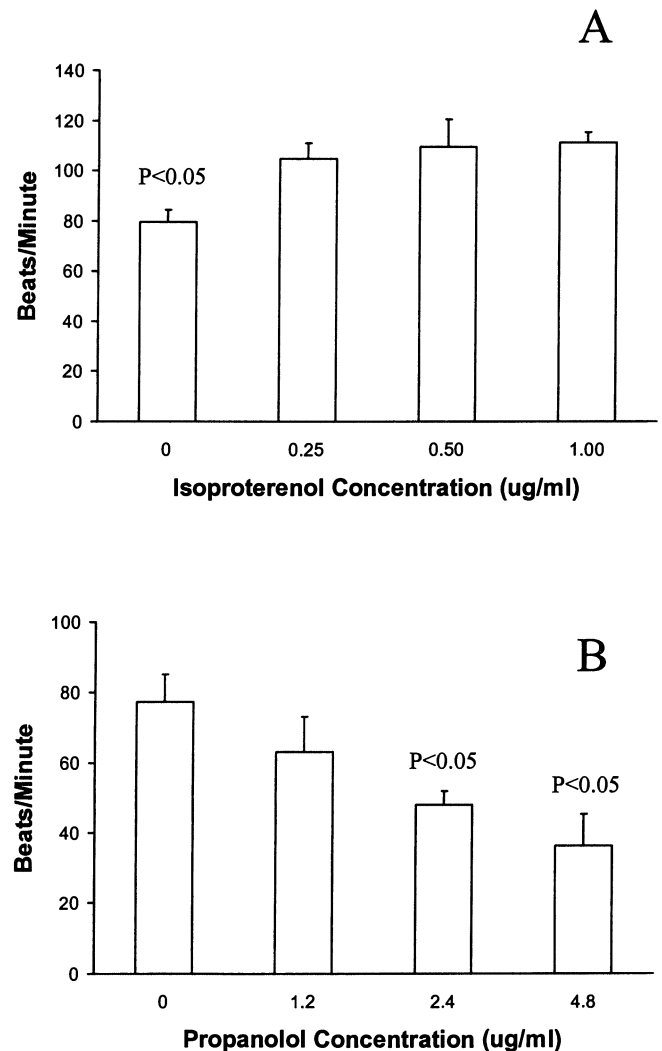 A
140
120
100
80
60
40
20
0
P<0.05
Beats/Minute
0 0.25 0.50 1.00
Isoproterenol Concentration (ug/ml)
B
100
80
60
40
20
0
P<0.05
P<0.05
Beats/Minute
0 1.2 2.4 4.8
Propanolol Concentration (ug/ml)